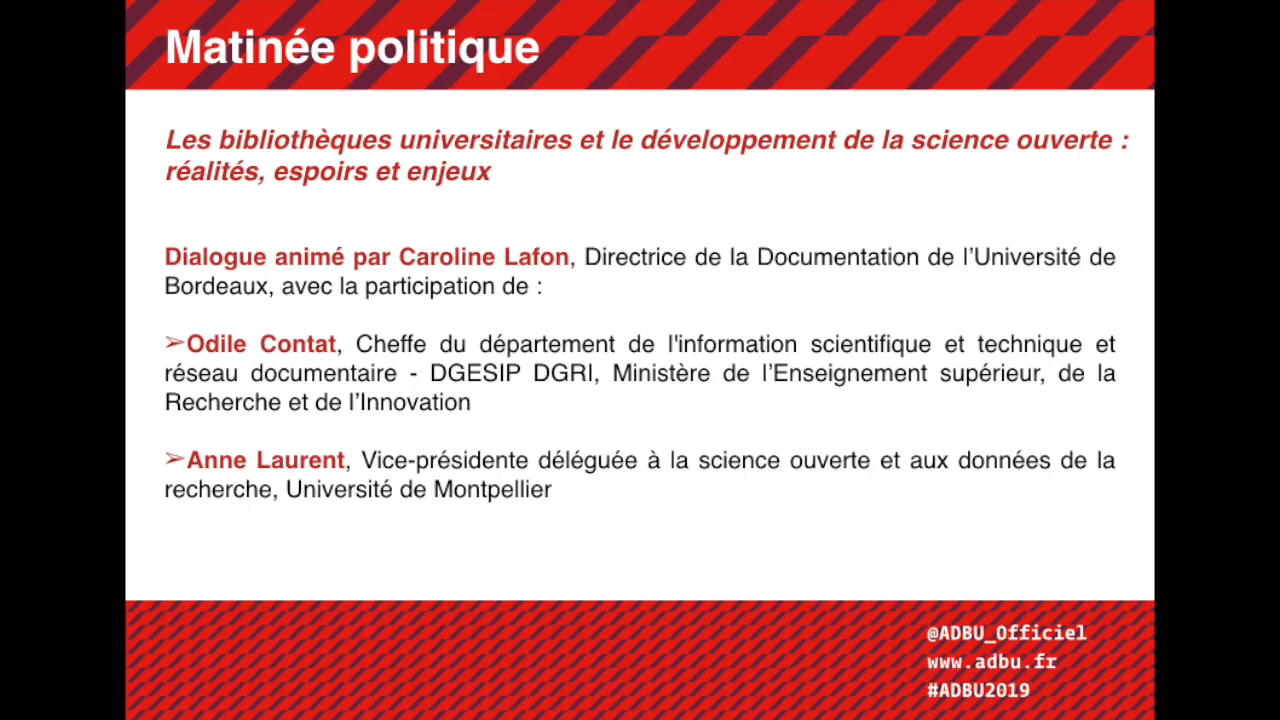 Matinée politique
Les bibliothèques universitaires et le développement de la science ouverte :
réalités, espoirs et enjeux
Dialogue animé par Caroline Lafon, Directrice de la Documentation de l’Université de
Bordeaux, avec la participation de :
➢Odile Contat, Cheffe du département de l'information scientifique et technique et
réseau documentaire - DGESIP DGRI, Ministère de l’Enseignement supérieur, de la
Recherche et de l’Innovation
➢Anne Laurent, Vice-présidente déléguée à la science ouverte et aux données de la
recherche, Université de Montpellier
@ADBU_Officiel
www.adbu.fr
#ADBU2019